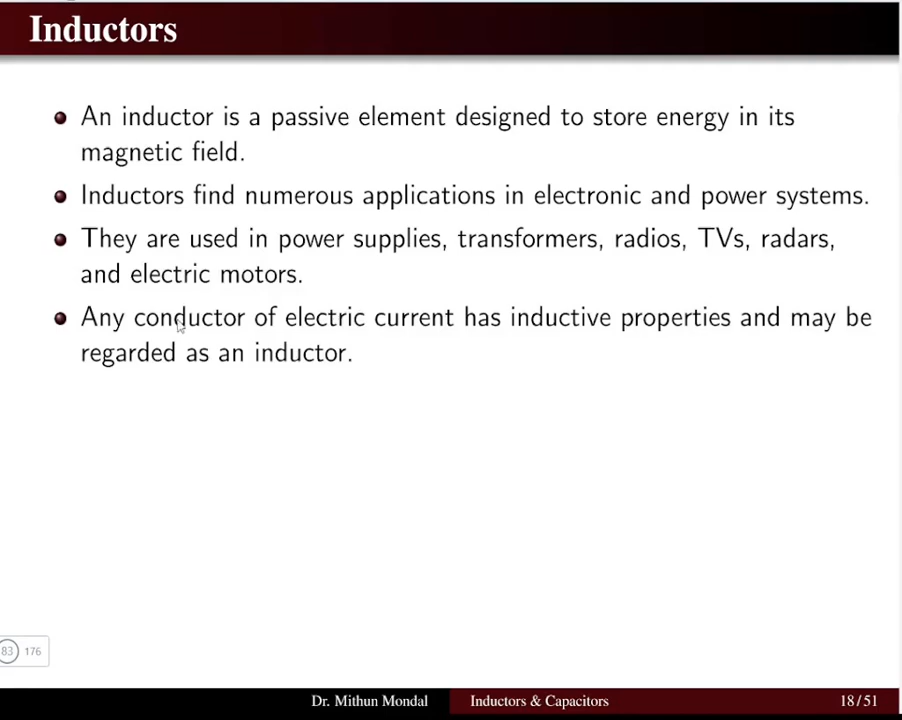 Inductors
An inductor is a passive element designed to store energy in its
magnetic field.
Inductors find numerous applications in electronic and power systems.
They are used in power supplies, transformers, radios, TVs, radars,
and electric motors.
Any conductor of electric current has inductive properties and may be
regarded as an inductor.
83 176
Dr. Mithun Mondal Inductors & Capacitors 18/51